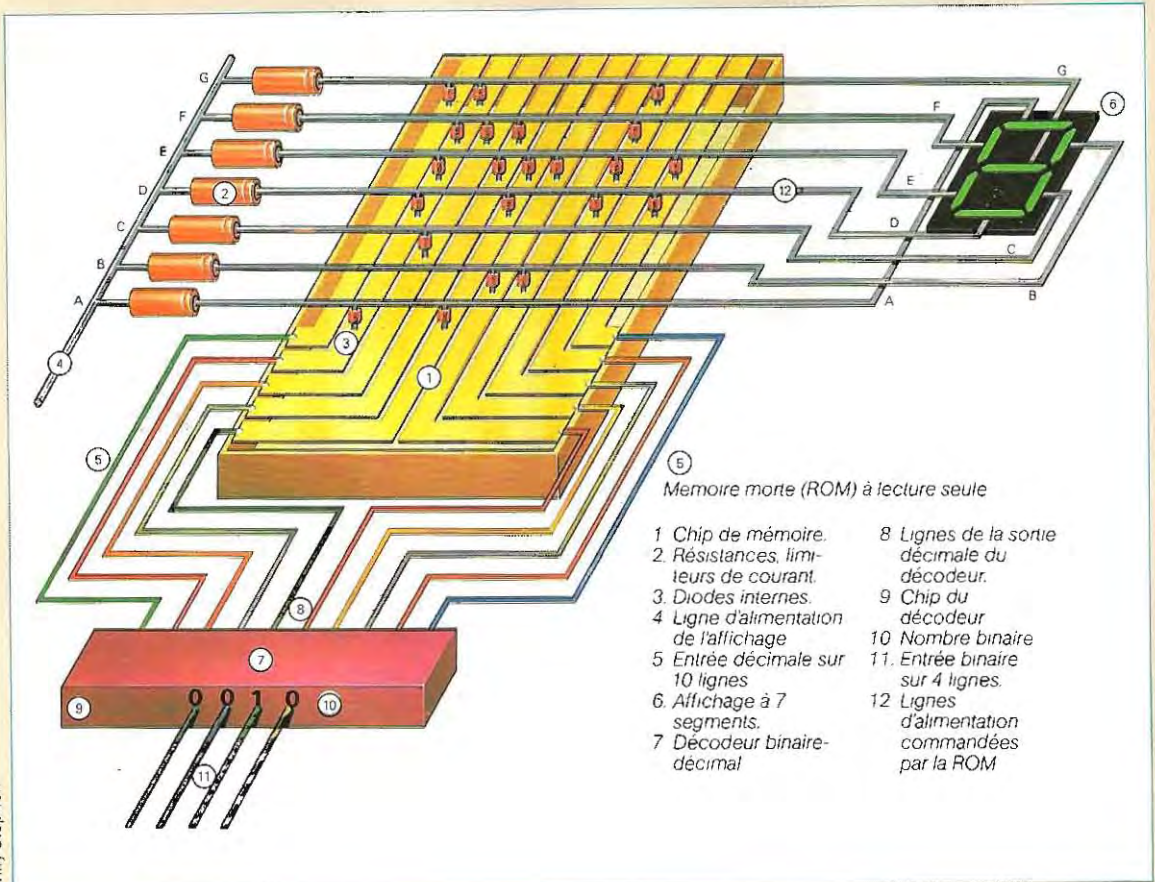 G
F
E
D
C
B
A
2
4
3
1
12
G
F
E
D
C
B
A
6
5
5
8
7
9
0 0 1 0
10
11
Memoire morte (ROM) à lecture seule
1 Chip de mémoire.
2. Résistances, limi-
teurs de courant.
3. Diodes internes.
4 Ligne d'alimentation
de l'affichage
5 Entrée décimale sur
10 lignes
6. Affichage à 7
segments.
7 Décodeur binaire-
décimal
8 Lignes de la sortie
décimale du
décodeur.
9 Chip du
décodeur
10 Nombre binaire
11. Entrée binaire
sur 4 lignes.
12 Lignes
d'alimentation
commandées
par la ROM